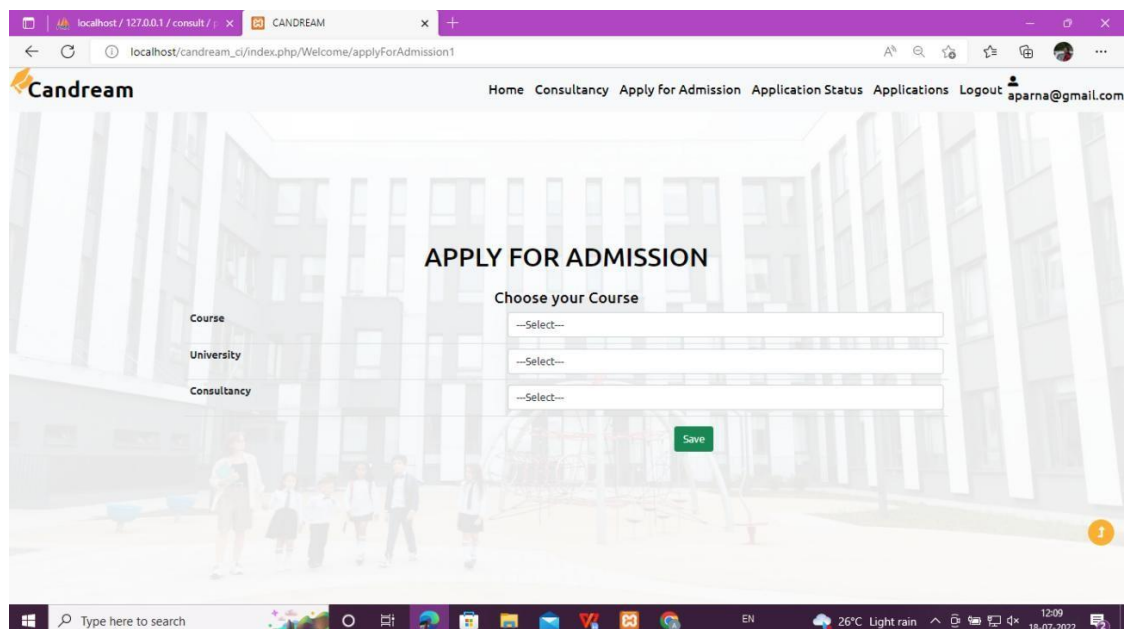 localhost / 127.0.0.1 / consult / p
CANDREAM
localhost/candream_ci/index.php/Welcome/applyForAdmission1
Candream
Home Consultancy Apply for Admission Application Status Applications Logout aparna@gmail.com
APPLY FOR ADMISSION
Choose your Course
Course
---Select---
University
---Select---
Consultancy
---Select---
Save
Type here to search
EN
26°C Light rain
12:09
18-07-2022